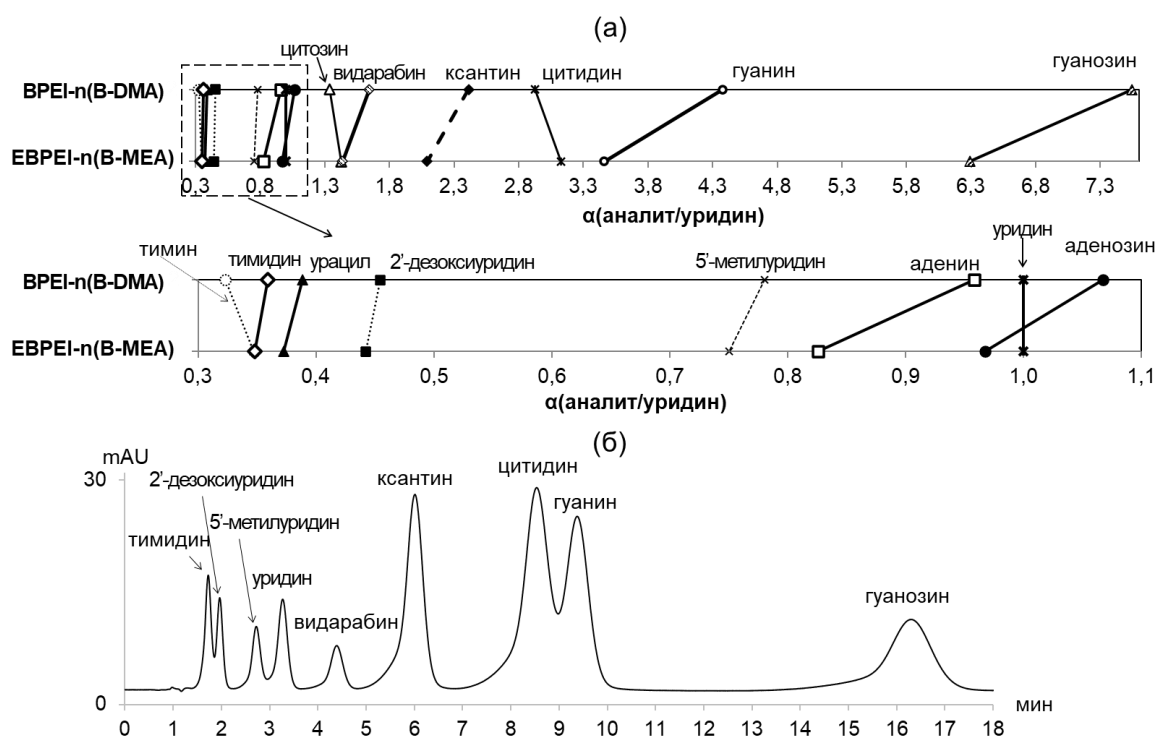 (а)
цитозин
видарабин
ксантин
цитидин
гуанин
гуанозин
BPEI-n(B-DMA)
EBPEI-n(B-MEA)
0,3 0,8 1,3 1,8 2,3 2,8 3,3 3,8 4,3 4,8 5,3 5,8 6,3 6,8 7,3
α(аналит/уридин)
тимин
тимидин
урацил
2’-дезоксиуридин
5’-метилуридин
аденин
уридин
аденозин
BPEI-n(B-DMA)
EBPEI-n(B-MEA)
0,3 0,4 0,5 0,6 0,7 0,8 0,9 1,0 1,1
α(аналит/уридин)
(б)
mAU
30
0
2’-дезоксиуридин
5’-метилуридин
тимидин
уридин
видарабин
ксантин
цитидин
гуанин
гуанозин
0 1 2 3 4 5 6 7 8 9 10 11 12 13 14 15 16 17 18
мин